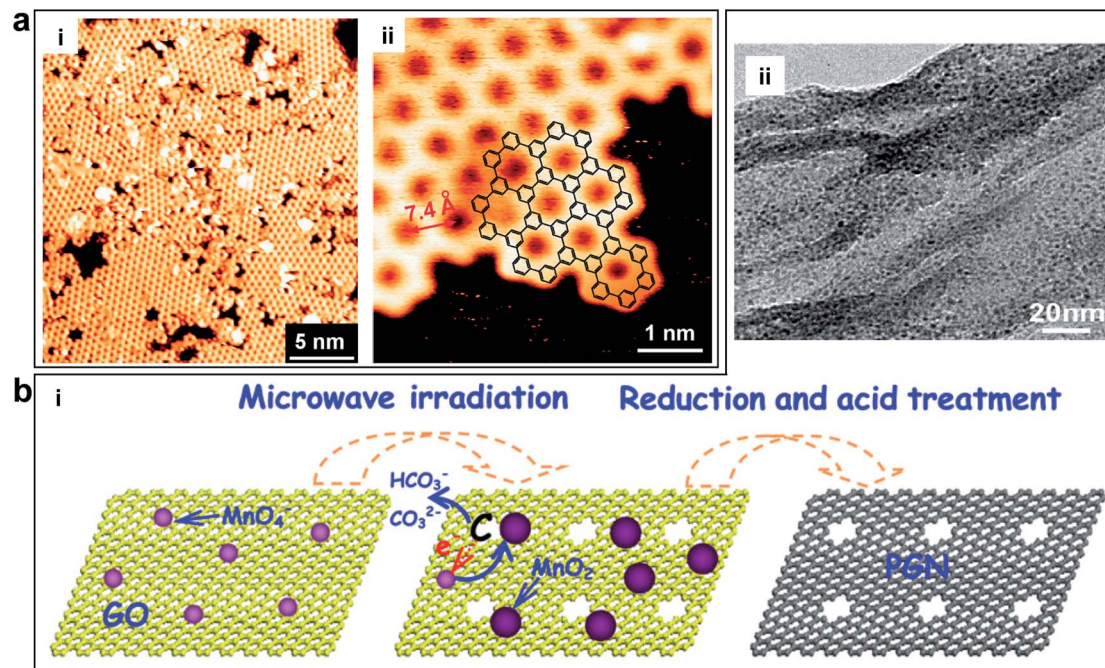 a
i
ii
7.4 Å
5 nm
1 nm
ii
20nm
b
i
Microwave irradiation
Reduction and acid treatment
MnO₄⁻
GO
HCO₃⁻
CO₃²⁻
C
e⁻
MnO₂
PGN